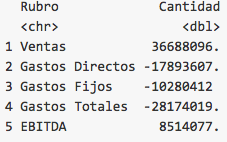 Rubro Cantidad
<chr> <dbl>
1 Ventas 36688096.
2 Gastos Directos -17893607.
3 Gastos Fijos -10280412
4 Gastos Totales -28174019.
5 EBITDA 8514077.